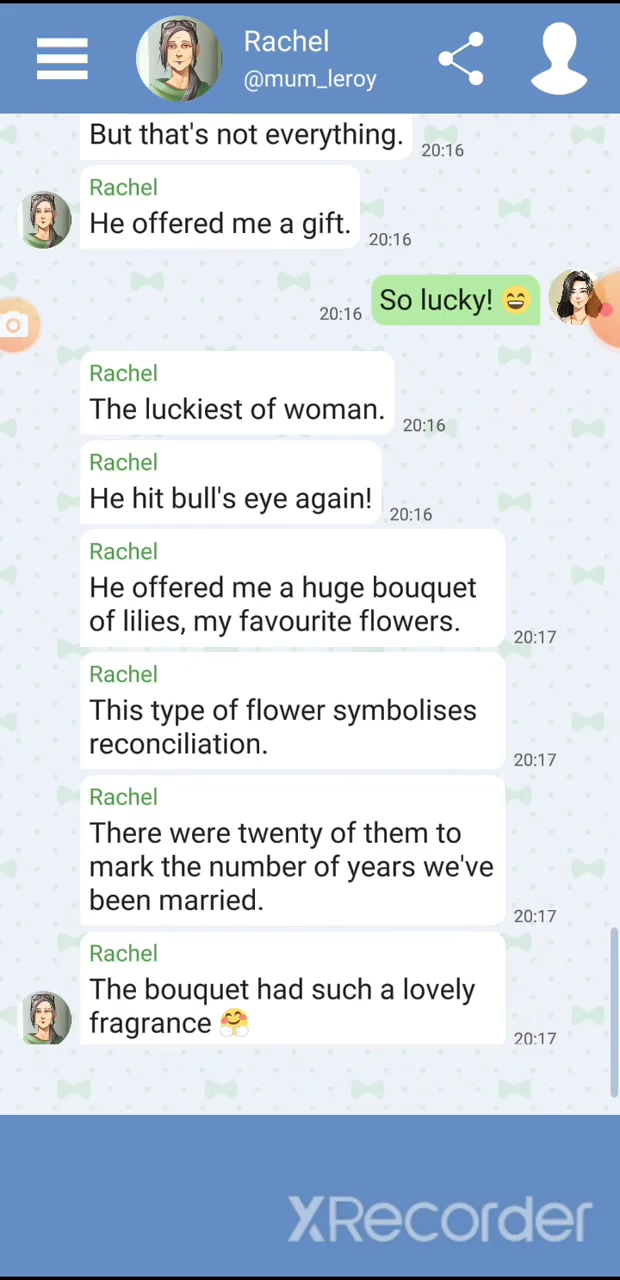 Rachel
@mum_leroy
But that's not everything.
20:16
Rachel
He offered me a gift.
20:16
So lucky! 😄
20:16
Rachel
The luckiest of woman.
20:16
Rachel
He hit bull's eye again!
20:16
Rachel
He offered me a huge bouquet
of lilies, my favourite flowers.
20:17
Rachel
This type of flower symbolises
reconciliation.
20:17
Rachel
There were twenty of them to
mark the number of years we've
been married.
20:17
Rachel
The bouquet had such a lovely
fragrance 🤗
20:17
XRecorder